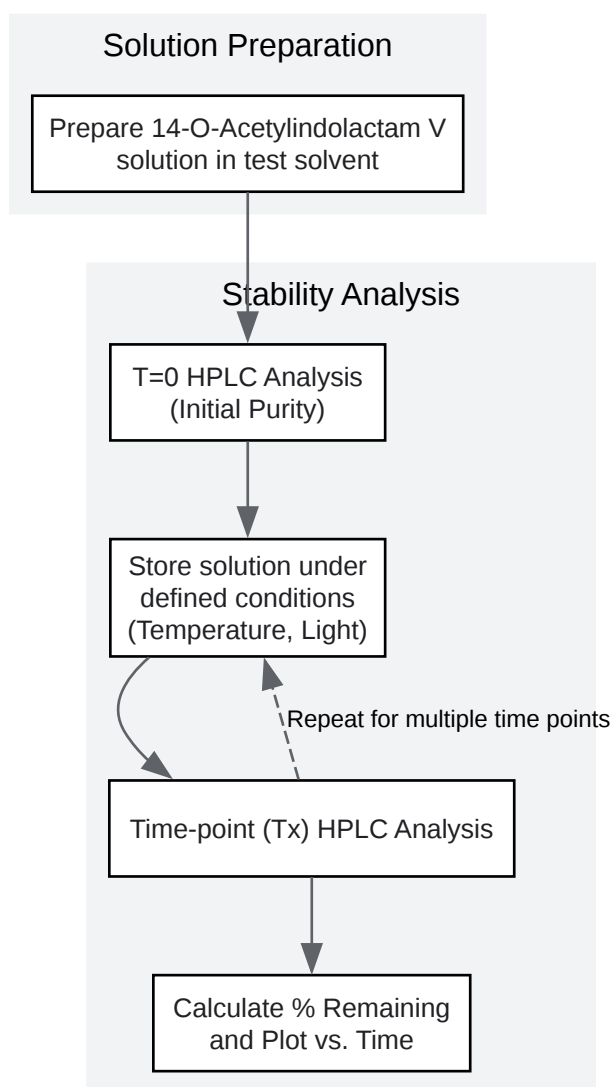 Solution Preparation
Prepare 14-O-Acetylindolactam V
solution in test solvent
Stability Analysis
T=0 HPLC Analysis
(Initial Purity)
Store solution under
defined conditions
(Temperature, Light)
Repeat for multiple time points
Time-point (Tx) HPLC Analysis
Calculate % Remaining
and Plot vs. Time